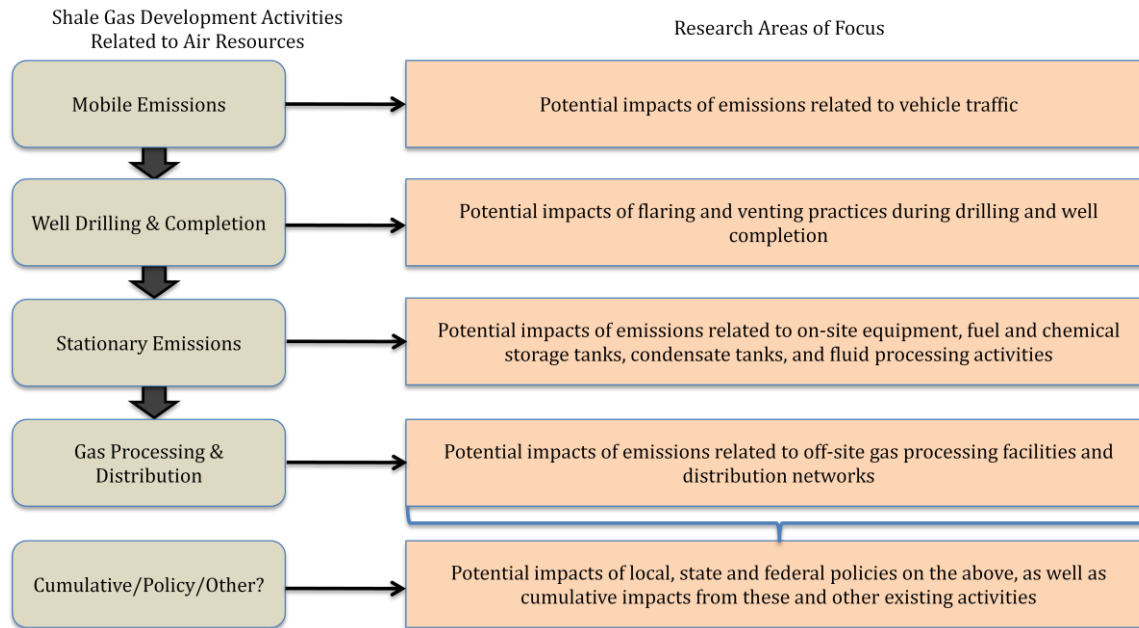 Shale Gas Development Activities
Related to Air Resources
Research Areas of Focus
Mobile Emissions
Potential impacts of emissions related to vehicle traffic
Well Drilling & Completion
Potential impacts of flaring and venting practices during drilling and well
completion
Stationary Emissions
Potential impacts of emissions related to on-site equipment, fuel and chemical
storage tanks, condensate tanks, and fluid processing activities
Gas Processing &
Distribution
Potential impacts of emissions related to off-site gas processing facilities and
distribution networks
Cumulative/Policy/Other?
Potential impacts of local, state and federal policies on the above, as well as
cumulative impacts from these and other existing activities